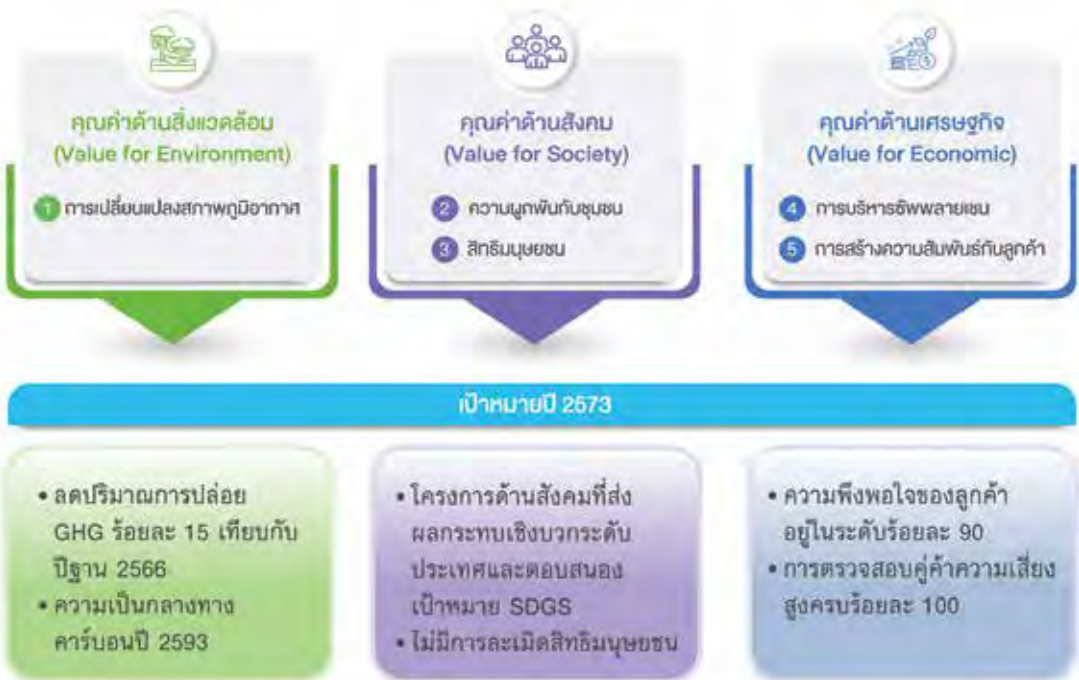 คุณค่าด้านสิ่งแวดล้อม
(Value for Environment)
1 การเปลี่ยนแปลงสภาพภูมิอากาศ
คุณค่าด้านสังคม
(Value for Society)
2 ความผูกพันกับชุมชน
3 สิทธิมนุษยชน
คุณค่าด้านเศรษฐกิจ
(Value for Economic)
4 การบริหารซัพพลายเชน
5 การสร้างความสัมพันธ์กับลูกค้า
เป้าหมายปี 2573
• ลดปริมาณการปล่อย
GHG ร้อยละ 15 เทียบกับ
ปีฐาน 2566
• ความเป็นกลางทาง
คาร์บอนปี 2593
• โครงการด้านสังคมที่ส่ง
ผลกระทบเชิงบวกระดับ
ประเทศและตอบสนอง
เป้าหมาย SDGS
• ไม่มีการละเมิดสิทธิมนุษยชน
• ความพึงพอใจของลูกค้า
อยู่ในระดับร้อยละ 90
• การตรวจสอบคู่ค้าความเสี่ยง
สูงครบร้อยละ 100